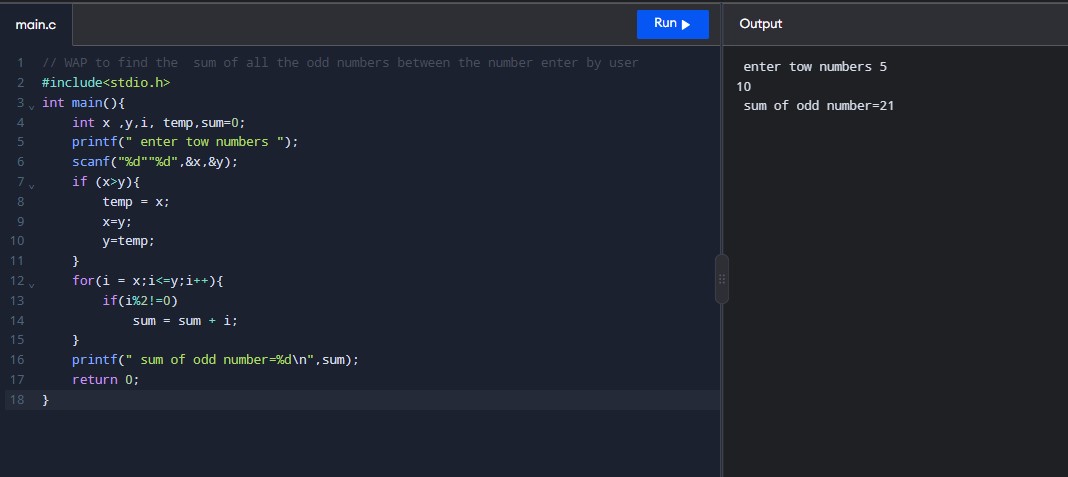 main.c
Run
Output
1 // WAP to find the  sum of all the odd numbers between the number enter by user
2 #include<stdio.h>
3 int main(){
4     int x ,y,i, temp,sum=0;
5     printf(" enter tow numbers ");
6     scanf("%d""%d",&x,&y);
7     if (x>y){
8         temp = x;
9         x=y;
10         y=temp;
11     }
12     for(i = x;i<=y;i++){
13         if(i%2!=0)
14             sum = sum + i;
15     }
16     printf(" sum of odd number=%d\n",sum);
17     return 0;
18 }
enter tow numbers 5
10
sum of odd number=21